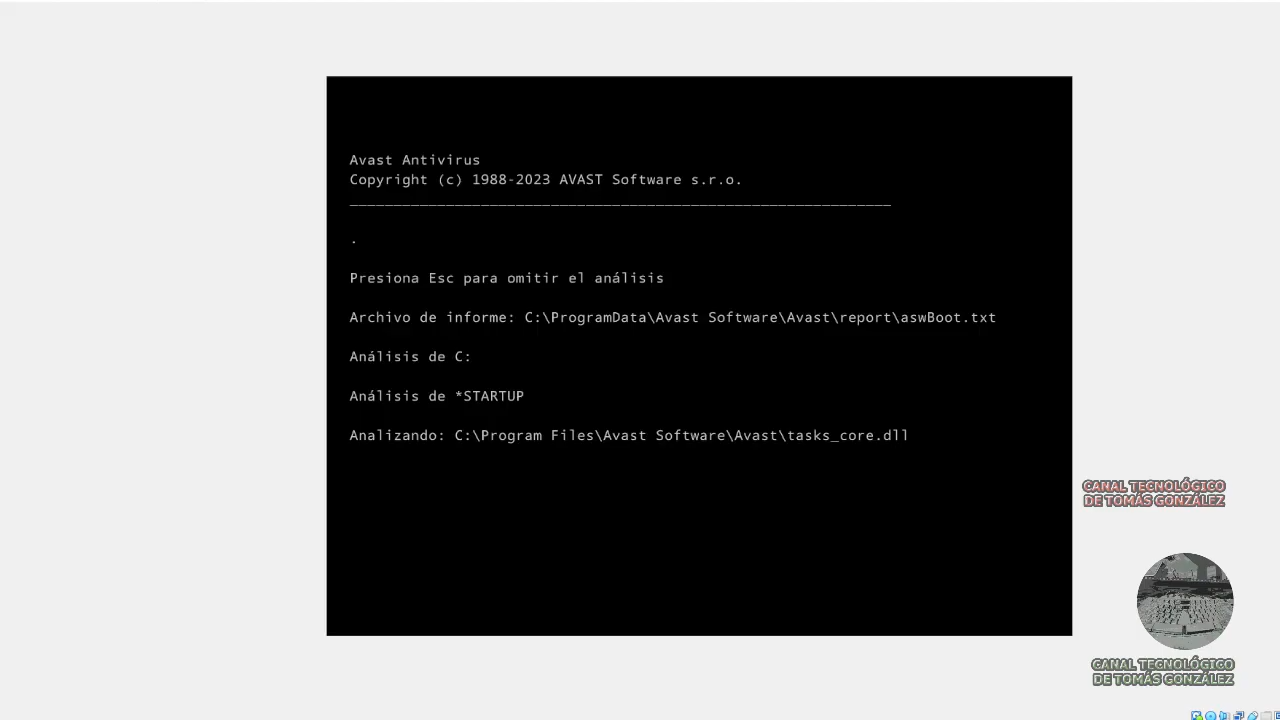 Avast Antivirus
Copyright (c) 1988-2023 AVAST Software s.r.o.
______________________________________________________________
.
Presiona Esc para omitir el análisis
Archivo de informe: C:\ProgramData\Avast Software\Avast\report\aswBoot.txt
Análisis de C:
Análisis de *STARTUP
Analizando: C:\Program Files\Avast Software\Avast\tasks_core.dll
CANAL TECNOLÓGICO
DE TOMÁS GONZÁLEZ
CANAL TECNOLÓGICO
DE TOMÁS GONZÁLEZ